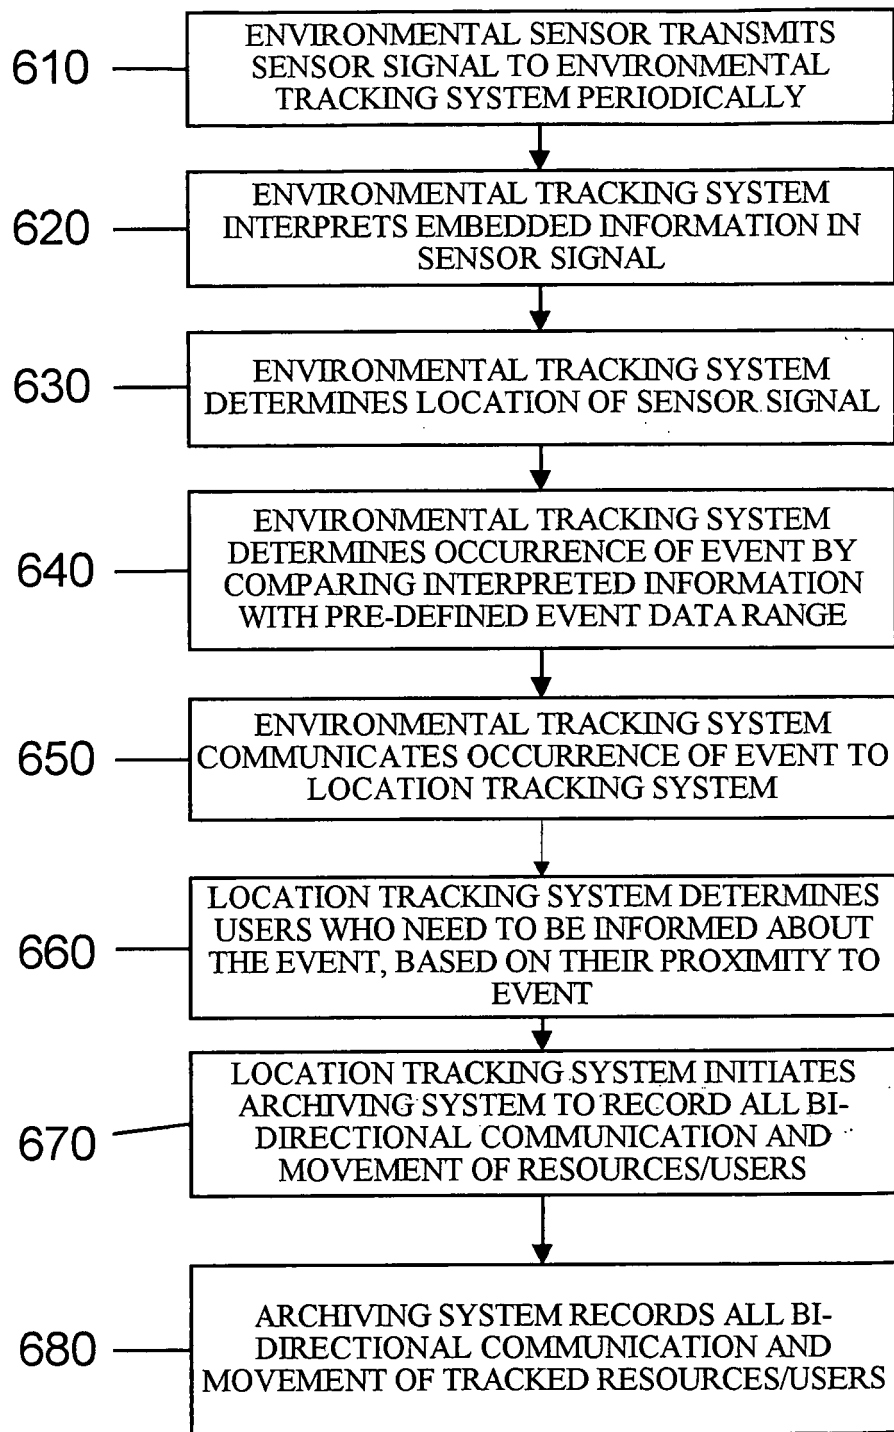 610
ENVIRONMENTAL SENSOR TRANSMITS
SENSOR SIGNAL TO ENVIRONMENTAL
TRACKING SYSTEM PERIODICALLY
620
ENVIRONMENTAL TRACKING SYSTEM
INTERPRETS EMBEDDED INFORMATION IN
SENSOR SIGNAL
630
ENVIRONMENTAL TRACKING SYSTEM
DETERMINES LOCATION OF SENSOR SIGNAL
640
ENVIRONMENTAL TRACKING SYSTEM
DETERMINES OCCURRENCE OF EVENT BY
COMPARING INTERPRETED INFORMATION
WITH PRE-DEFINED EVENT DATA RANGE
650
ENVIRONMENTAL TRACKING SYSTEM
COMMUNICATES OCCURRENCE OF EVENT TO
LOCATION TRACKING SYSTEM
660
LOCATION TRACKING SYSTEM DETERMINES
USERS WHO NEED TO BE INFORMED ABOUT
THE EVENT, BASED ON THEIR PROXIMITY TO
EVENT
670
LOCATION TRACKING SYSTEM INITIATES
ARCHIVING SYSTEM TO RECORD ALL BI-
DIRECTIONAL COMMUNICATION AND
MOVEMENT OF RESOURCES/USERS
680
ARCHIVING SYSTEM RECORDS ALL BI-
DIRECTIONAL COMMUNICATION AND
MOVEMENT OF TRACKED RESOURCES/USERS